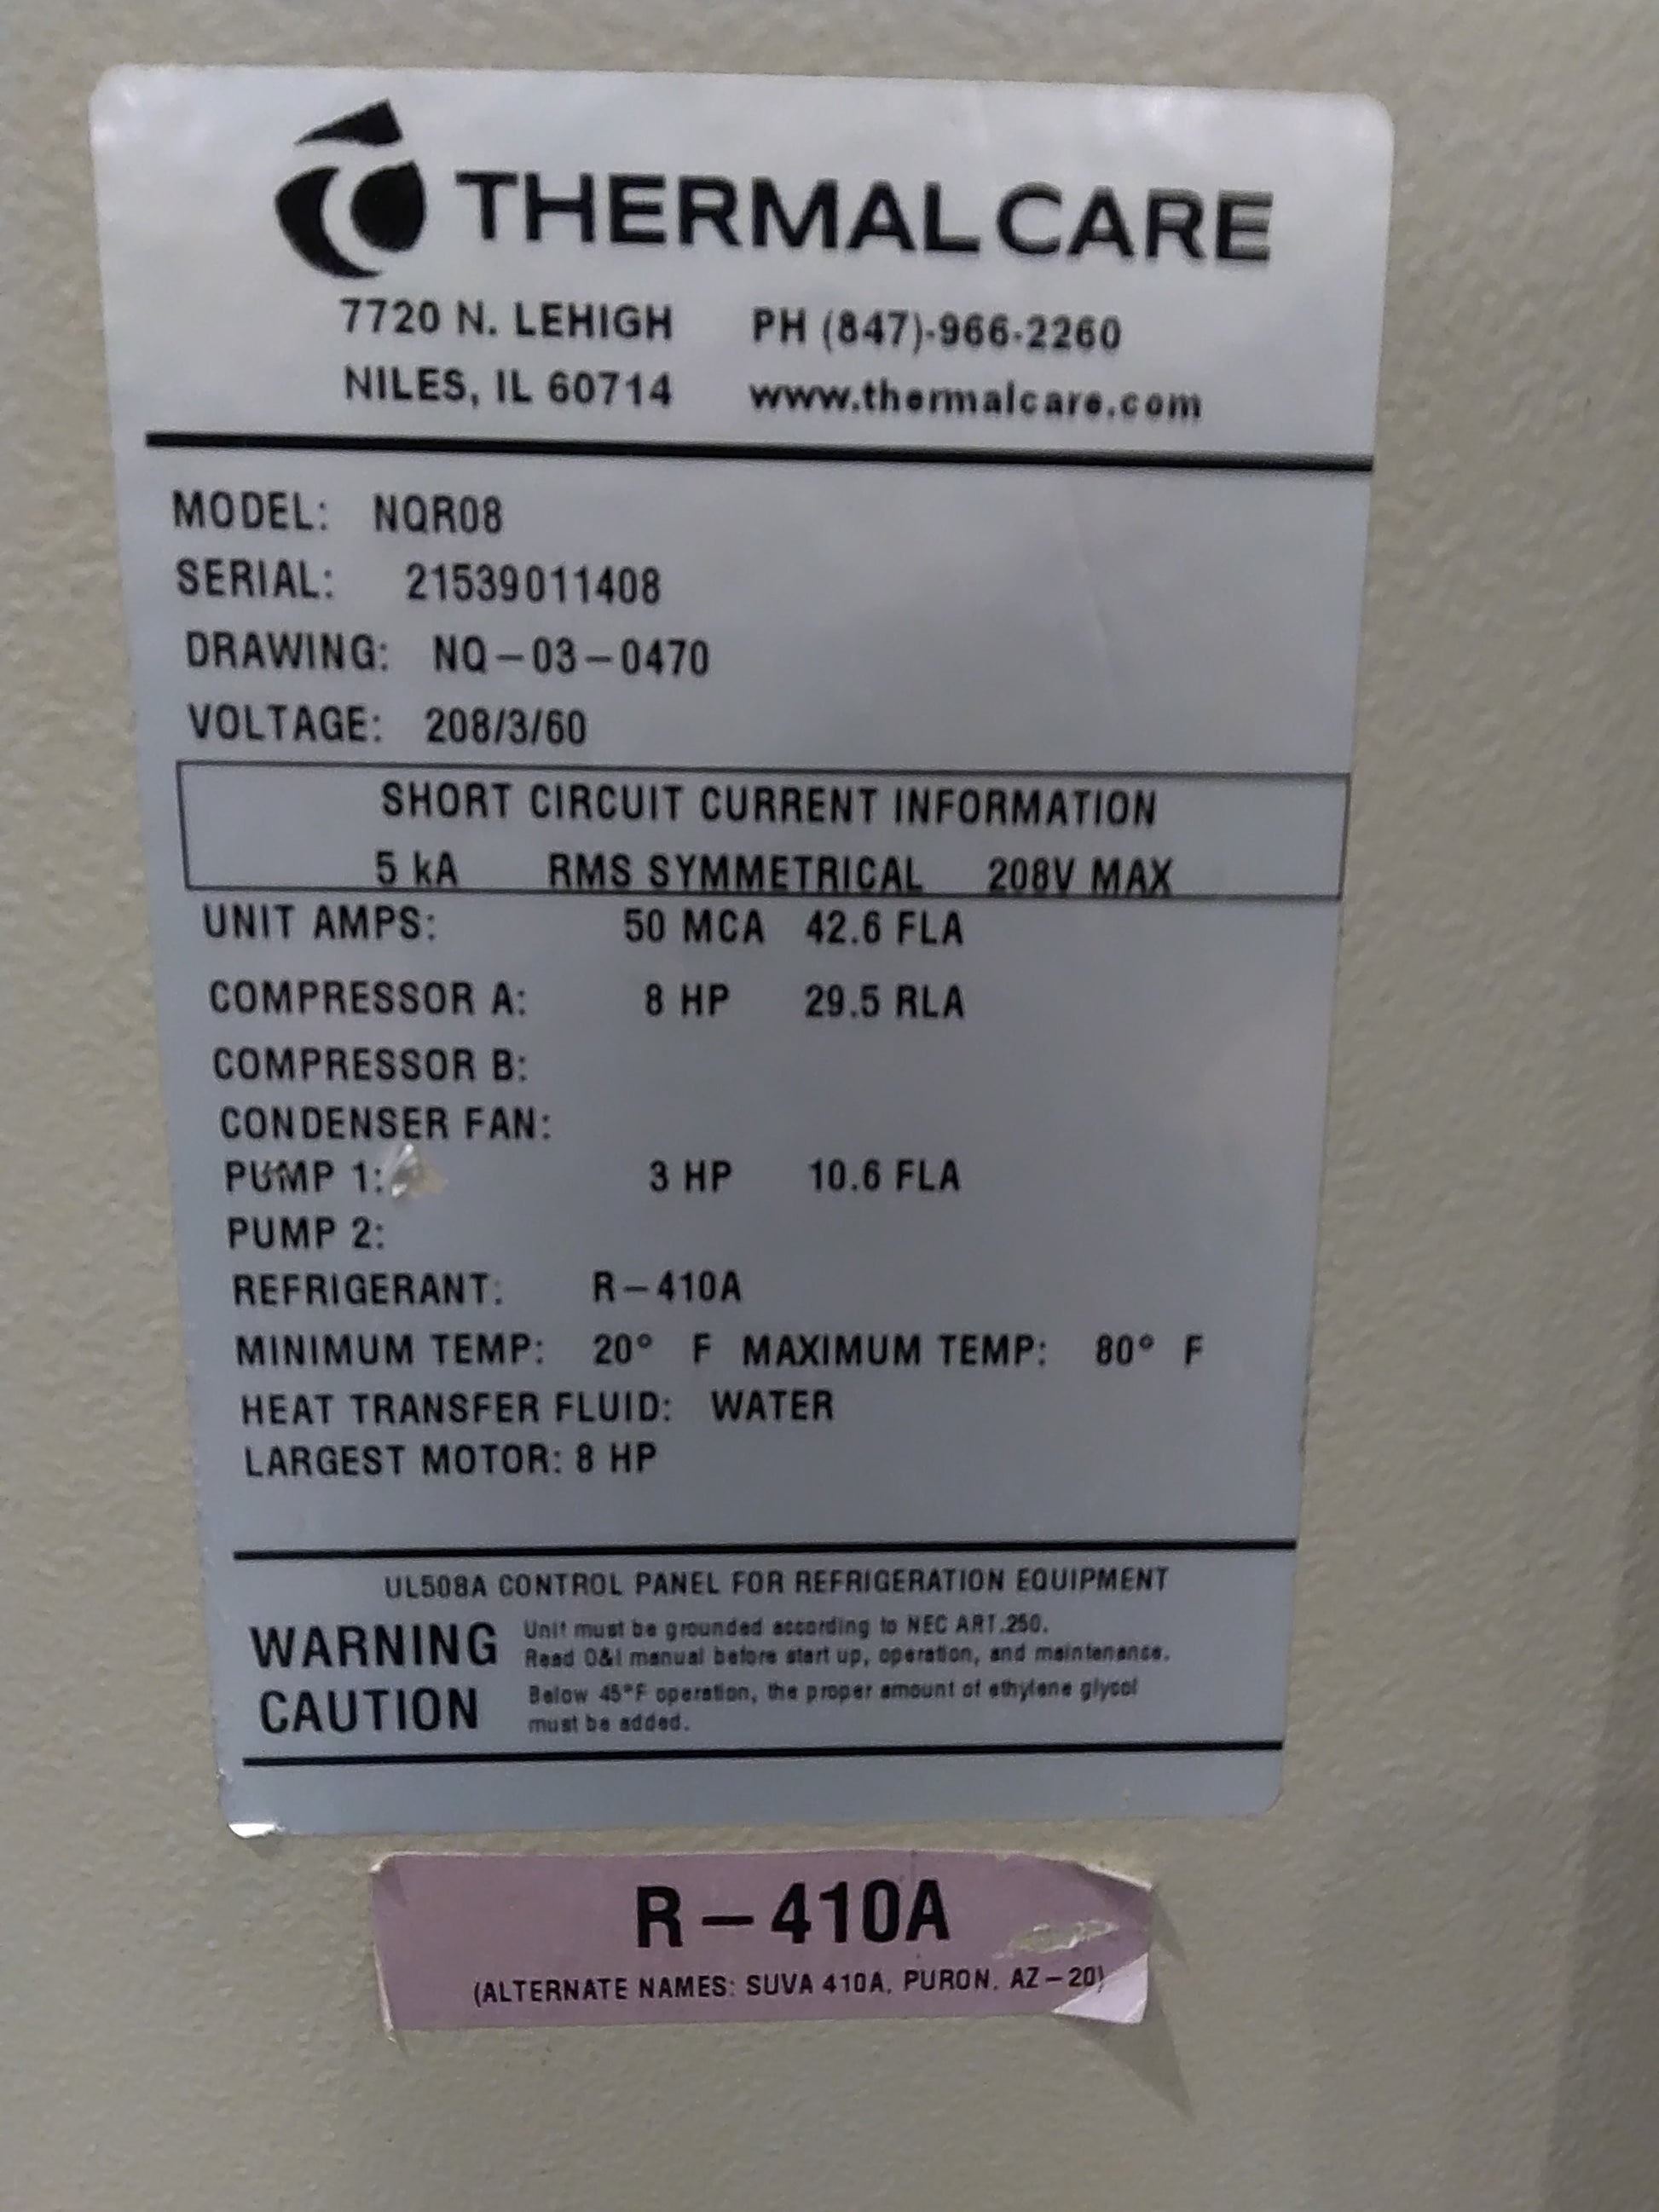 THERMAL CARE
7720 N. LEHIGH PH (847)-966-2260
NILES, IL 60714 www.thermalcare.com
MODEL: NQR08
SERIAL: 21539011408
DRAWING: NQ-03-0470
VOLTAGE: 208/3/60
SHORT CIRCUIT CURRENT INFORMATION
5 kA RMS SYMMETRICAL 208V MAX
UNIT AMPS: 50 MCA 42.6 FLA
COMPRESSOR A: 8 HP 29.5 RLA
COMPRESSOR B:
CONDENSER FAN:
PUMP 1: 3 HP 10.6 FLA
PUMP 2:
REFRIGERANT: R-410A
MINIMUM TEMP: 20° F MAXIMUM TEMP: 80° F
HEAT TRANSFER FLUID: WATER
LARGEST MOTOR: 8 HP
UL508A CONTROL PANEL FOR REFRIGERATION EQUIPMENT
WARNING Unit must be grounded according to NEC ART.250.
Read O&I manual before start up, operation, and maintenance.
CAUTION Below 45°F operation, the proper amount of ethylene glycol
must be added.
R-410A
(ALTERNATE NAMES: SUVA 410A, PURON, AZ-20)